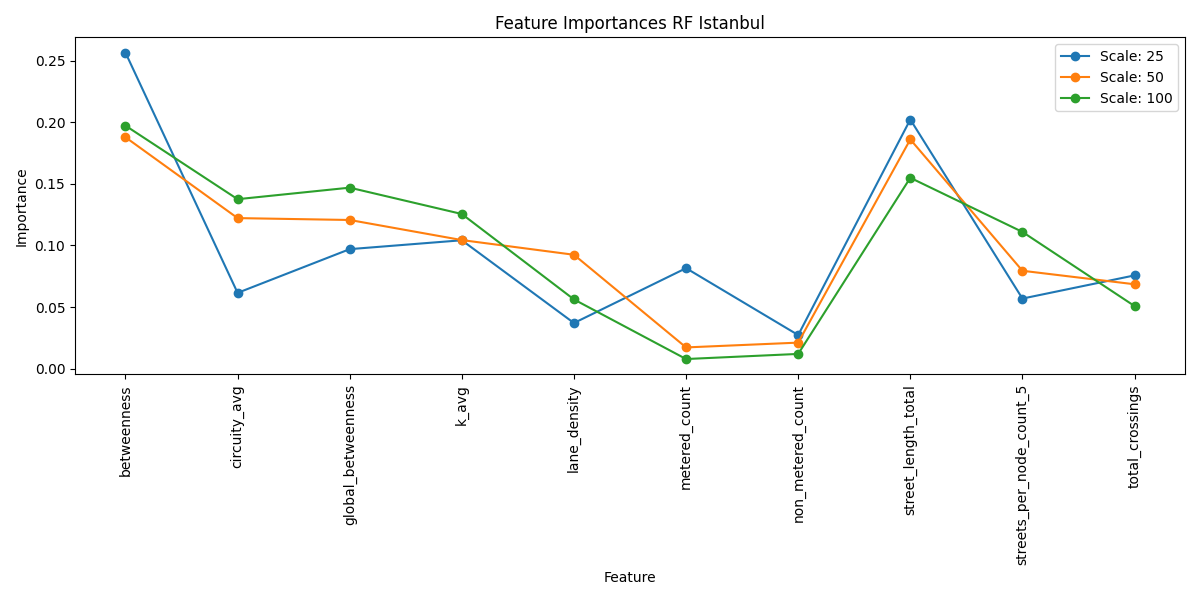 Feature Importances RF Istanbul
Scale: 25
Scale: 50
Scale: 100
Importance
0.25
0.20
0.15
0.10
0.05
0.00
betweenness
circuity_avg
global_betweenness
k_avg
lane_density
metered_count
non_metered_count
street_length_total
streets_per_node_count_5
total_crossings
Feature